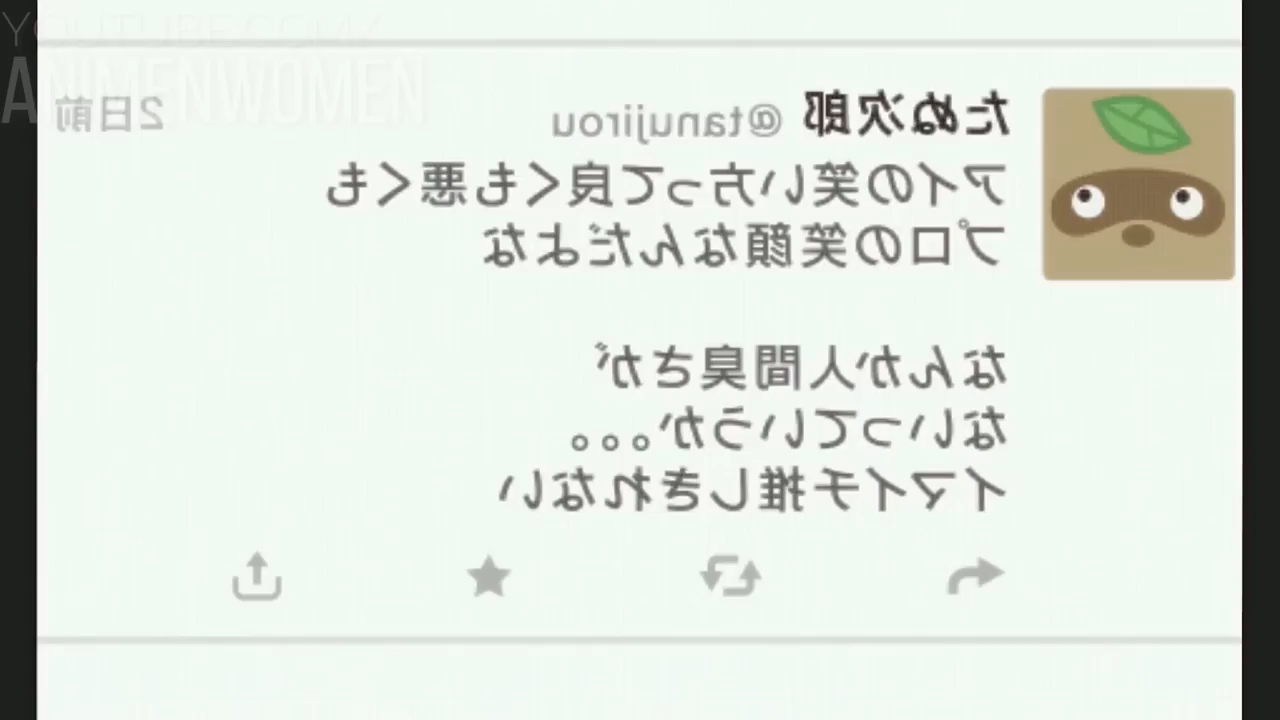 YOUTUBE.COM/
ANIMENWOMEN
たぬ次郎 @tanujirou 2日前
アイの笑い方って良くも悪くも
プロの笑顔なんだよな
なんか人間臭さが
ないっていうか。。。
イマイチ推しきれない